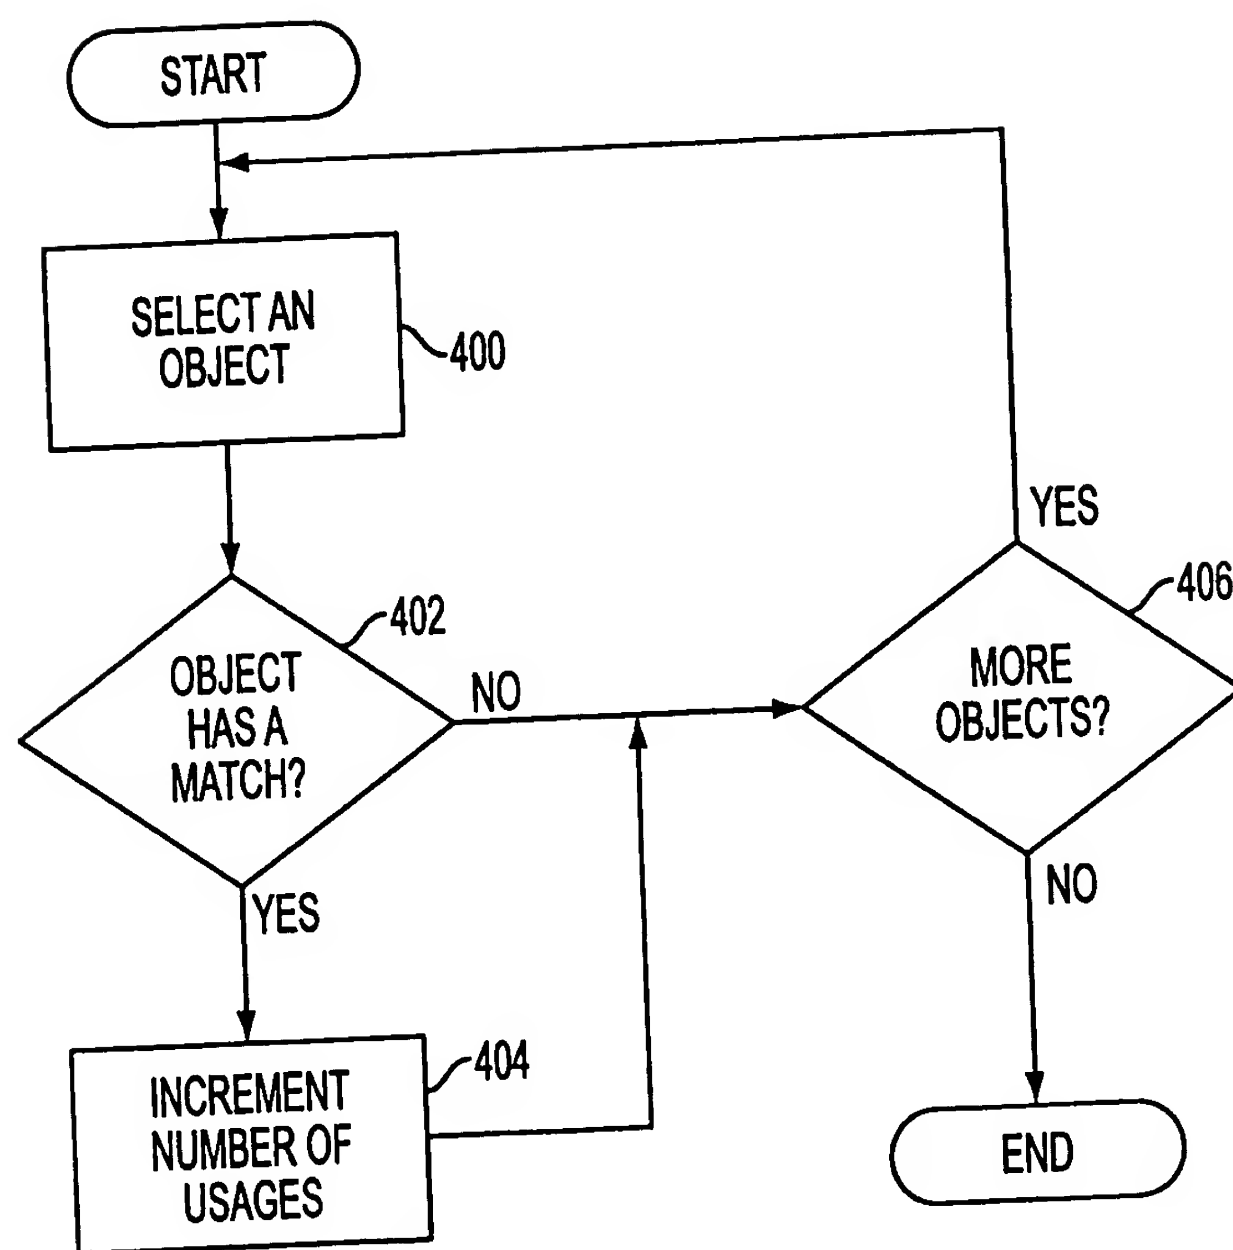 START
SELECT AN
OBJECT
400
402
OBJECT
HAS A
MATCH?
NO
YES
INCREMENT
NUMBER OF
USAGES
404
YES
406
MORE
OBJECTS?
NO
END